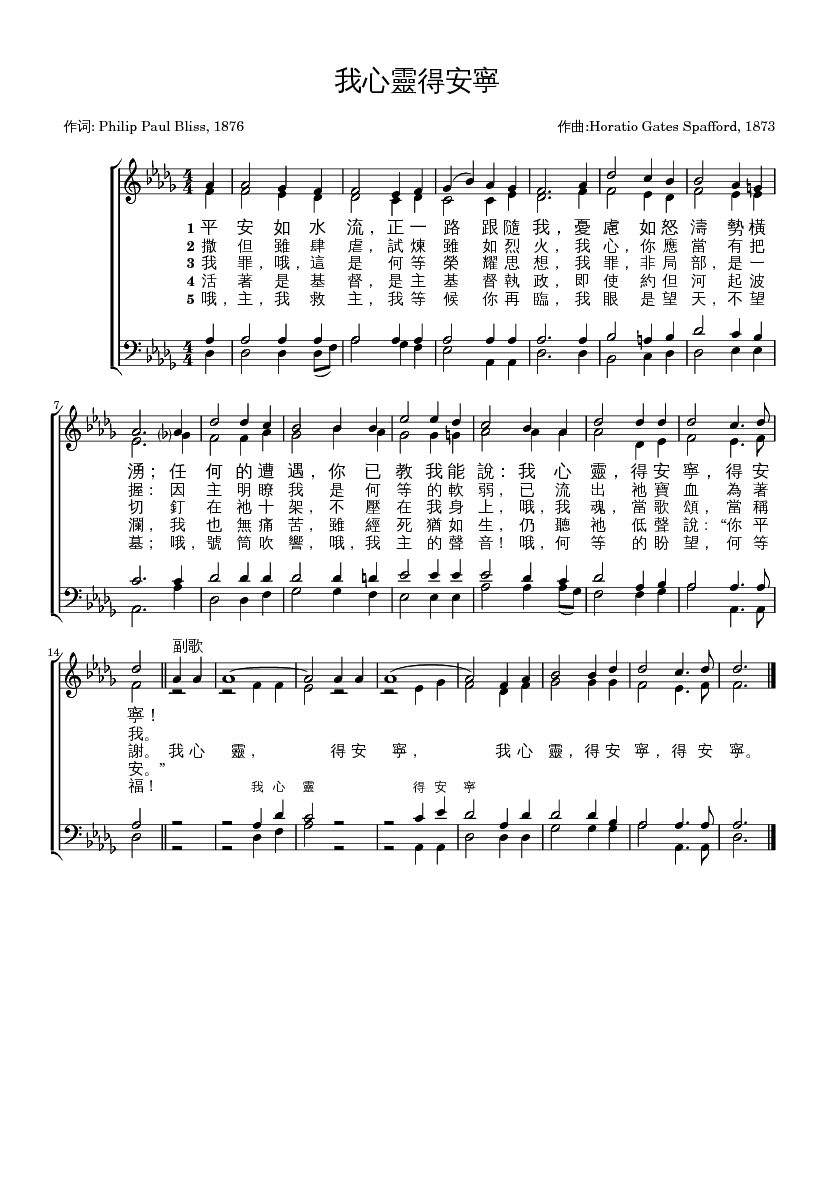 我心靈得安寧
作词: Philip Paul Bliss, 1876
作曲:Horatio Gates Spafford, 1873
1 平 安 如 水 流，正 一 路 跟 隨 我，憂 慮 如 怒 濤 勢 橫
2 撒 但 雖 肆 虐，試 煉 雖 如 烈 火，我 心，你 應 當 有 把
3 我 罪，哦，這 是 何 等 榮 耀 思 想，我 罪，非 局 部，是 一
4 活 著 是 基 督，是 主 基 督 執 政，即 使 約 但 河 起 波
5 哦，主，我 救 主，我 等 候 你 再 臨，我 眼 是 望 天，不 望
7
湧；任 何 的 遭 遇，你 已 教 我 能 說：我 心 靈，得 安 寧，得 安
握：因 主 明 瞭 我 是 何 等 的 軟 弱，已 流 出 祂 寶 血 為 著
切 釘 在 祂 十 架，不 壓 在 我 身 上，哦，我 魂，當 歌 頌，當 稱
瀾，我 也 無 痛 苦，雖 經 死 猶 如 生，仍 聽 祂 低 聲 說：“你 平
墓；哦，號 筒 吹 響，哦，我 主 的 聲 音！哦，何 等 的 盼 望，何 等
14
副歌
寧！
我。
謝。 我 心 靈， 得 安 寧， 我 心 靈，得 安 寧，得 安 寧。
安。”
福！ 我 心 靈 得 安 寧